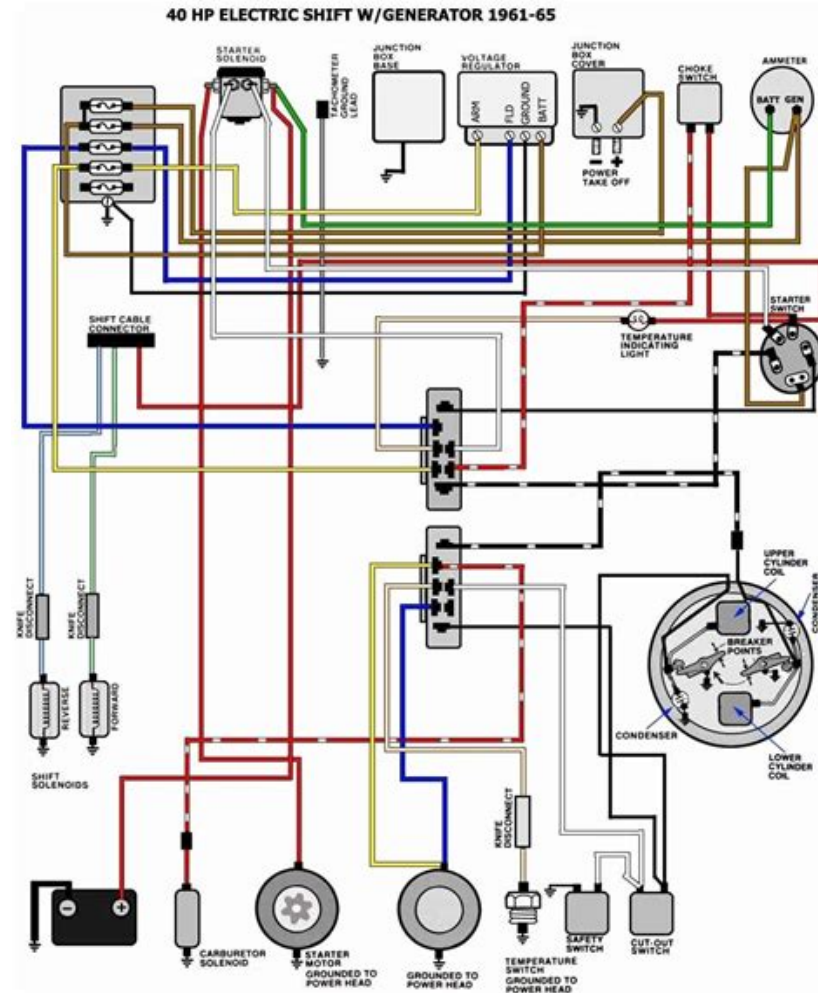 40 HP ELECTRIC SHIFT W/GENERATOR 1961-65
STARTER
SOLENOID
TACHOMETER
GROUND
LEAD
JUNCTION
BOX
BASE
VOLTAGE
REGULATOR
ARM
FLD
GROUND
BATT
JUNCTION
BOX
COVER
- +
POWER
TAKE OFF
CHOKE
SWITCH
AMMETER
BATT GEN
STARTER
SWITCH
TEMPERATURE
INDICATING
LIGHT
SHIFT CABLE
CONNECTOR
KNIFE
DISCONNECT
KNIFE
DISCONNECT
REVERSE
FORWARD
SHIFT
SOLENOIDS
UPPER
CYLINDER
COIL
CONDENSER
BREAKER
POINTS
CONDENSER
LOWER
CYLINDER
COIL
KNIFE
DISCONNECT
- +
CARBURETOR
SOLENOID
STARTER
MOTOR
GROUNDED TO
POWER HEAD
GROUNDED TO
POWER HEAD
TEMPERATURE
SWITCH
GROUNDED TO
POWER HEAD
SAFETY
SWITCH
CUT-OUT
SWITCH